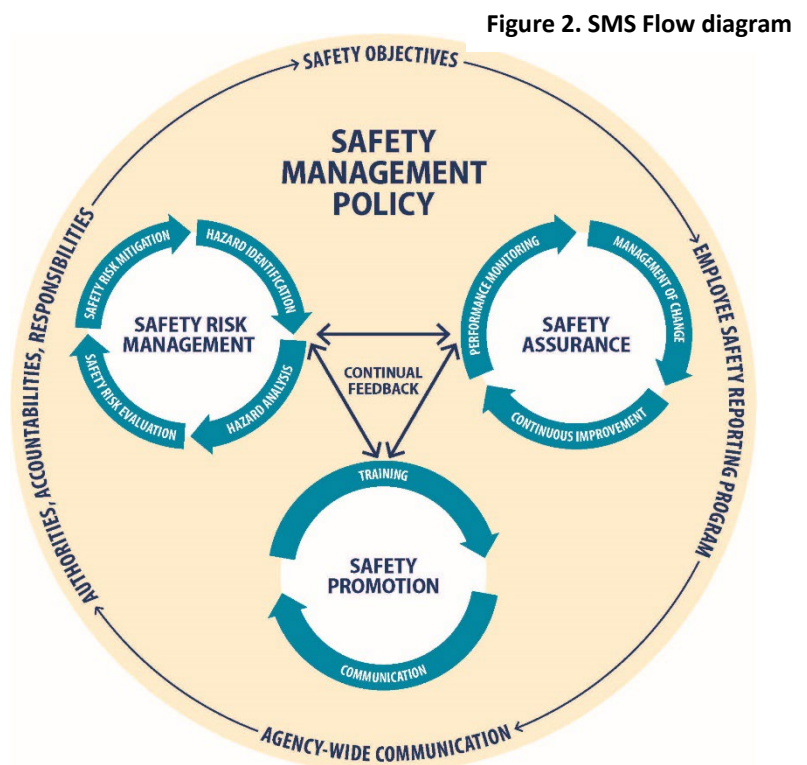 Figure 2. SMS Flow diagram
SAFETY OBJECTIVES
SAFETY
MANAGEMENT
POLICY
AUTHORITIES, ACCOUNTABILITIES, RESPONSIBILITIES
EMPLOYEE SAFETY REPORTING PROGRAM
SAFETY RISK MITIGATION
HAZARD IDENTIFICATION
SAFETY RISK
MANAGEMENT
SAFETY RISK EVALUATION
HAZARD ANALYSIS
CONTINUAL
FEEDBACK
PERFORMANCE MONITORING
MANAGEMENT OF CHANGE
SAFETY
ASSURANCE
CONTINUOUS IMPROVEMENT
TRAINING
SAFETY
PROMOTION
COMMUNICATION
AGENCY-WIDE COMMUNICATION